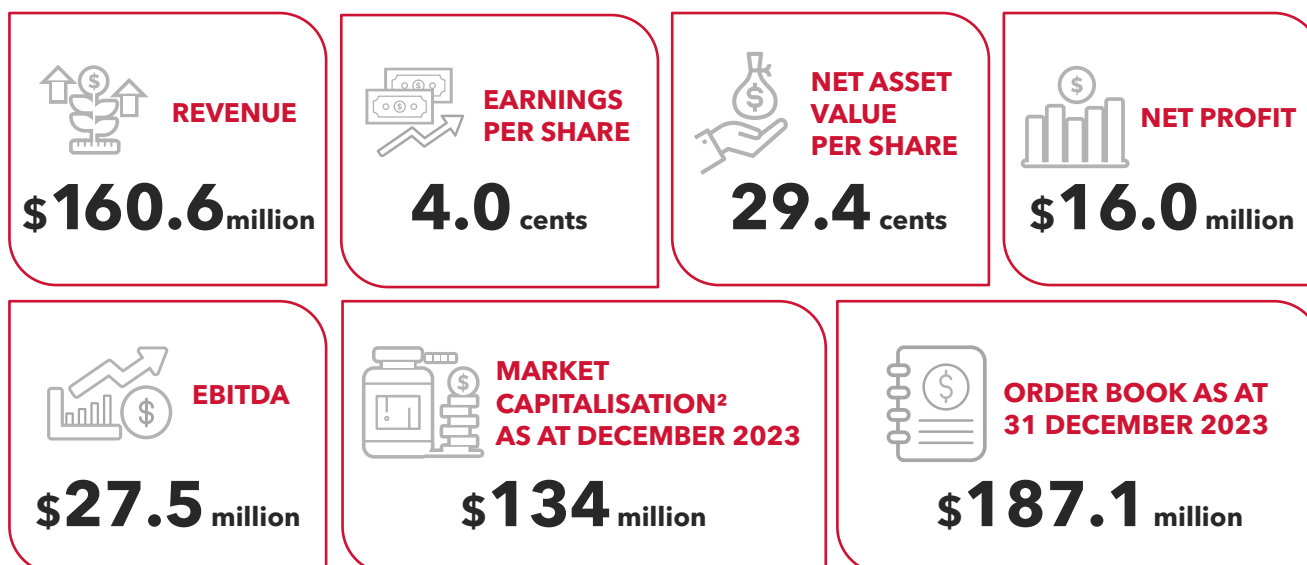 REVENUE
$160.6 million
EARNINGS
PER SHARE
4.0 cents
NET ASSET
VALUE
PER SHARE
29.4 cents
NET PROFIT
$16.0 million
EBITDA
$27.5 million
MARKET
CAPITALISATION²
AS AT DECEMBER 2023
$134 million
ORDER BOOK AS AT
31 DECEMBER 2023
$187.1 million